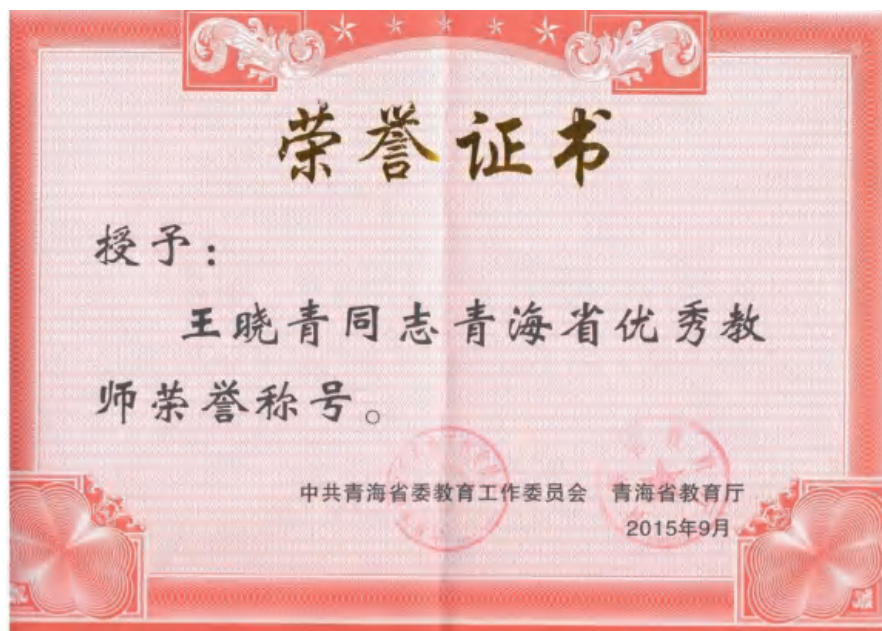 荣誉证书
授予：
王晓青同志青海省优秀教
师荣誉称号。
中共青海省委教育工作委员会 青海省教育厅
2015年9月